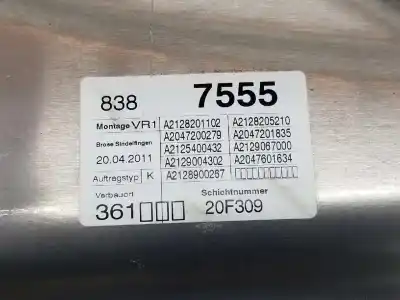 838 7555
Montage VR1 A2128201102 A2128205210
Brose Sindelfingen A2047200279 A2047201835
20.04.2011 A2125400432 A2129067000
A2129004302 A2047601634
Auftragstyp K A2128900267
Verbauort Schichtnummer
361 20F309